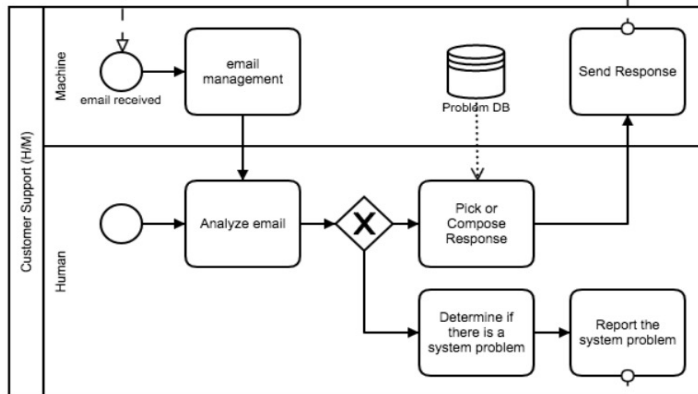 Customer Support (H/M)
Machine
email received
email
management
Problem DB
Send Response
Human
Analyze email
X
Pick or
Compose
Response
Determine if
there is a
system problem
Report the
system problem